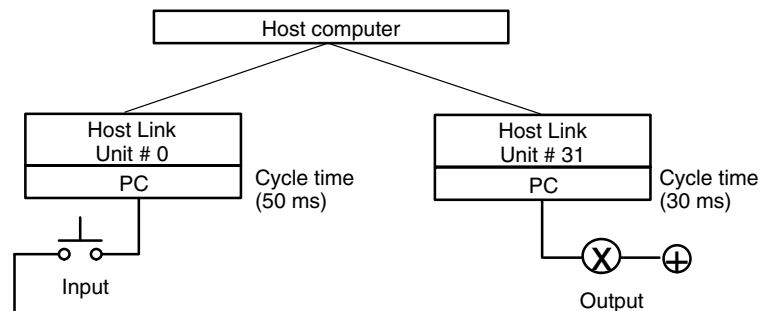 Host computer
Host Link
Unit # 0
PC
Cycle time
(50 ms)
Input
Host Link
Unit # 31
PC
Cycle time
(30 ms)
X
Output